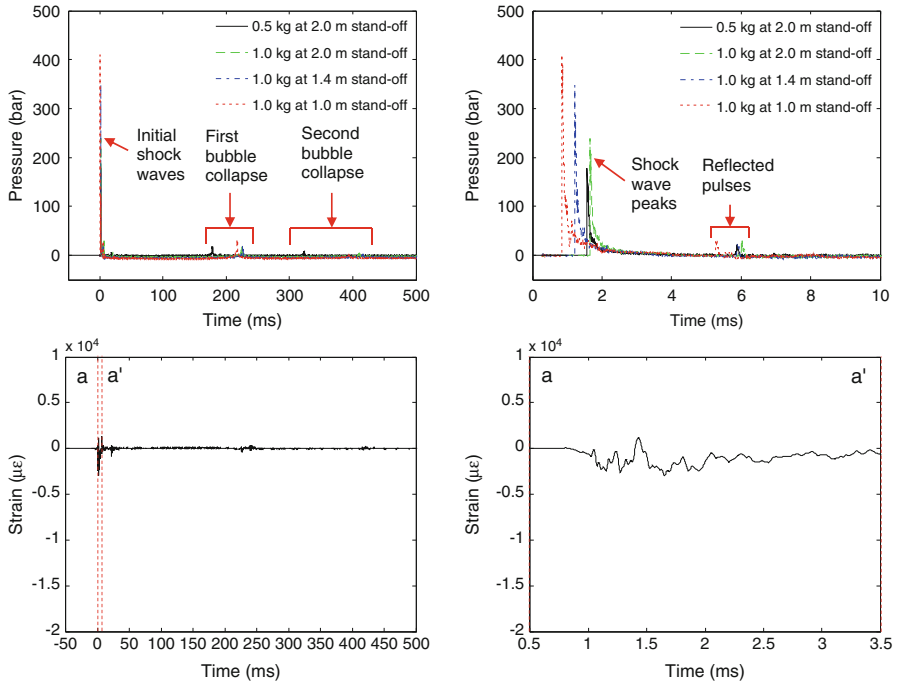 0.5 kg at 2.0 m stand-off
1.0 kg at 2.0 m stand-off
1.0 kg at 1.4 m stand-off
1.0 kg at 1.0 m stand-off
Initial
shock
waves
First
bubble
collapse
Second
bubble
collapse
Pressure (bar)
500
400
300
200
100
0
-100
0 100 200 300 400 500
Time (ms)
0.5 kg at 2.0 m stand-off
1.0 kg at 2.0 m stand-off
1.0 kg at 1.4 m stand-off
1.0 kg at 1.0 m stand-off
Shock
wave
peaks
Reflected
pulses
Pressure (bar)
500
400
300
200
100
0
-100
0 2 4 6 8 10
Time (ms)
x 10⁴
a a'
Strain (με)
1
0.5
0
-0.5
-1
-1.5
-2
-50 0 50 100 150 200 250 300 350 400 450 500
Time (ms)
x 10⁴
a a'
Strain (με)
1
0.5
0
-0.5
-1
-1.5
-2
0.5 1 1.5 2 2.5 3 3.5
Time (ms)